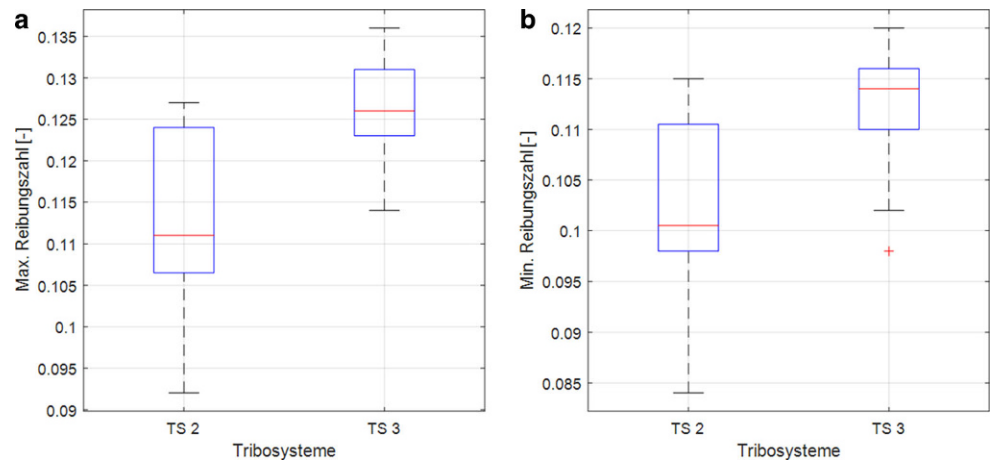 a
0.135
0.13
0.125
0.12
0.115
0.11
0.105
0.1
0.095
0.09
Max. Reibungszahl [-]
TS 2
TS 3
Tribosysteme
b
0.12
0.115
0.11
0.105
0.1
0.095
0.09
0.085
Min. Reibungszahl [-]
TS 2
TS 3
Tribosysteme